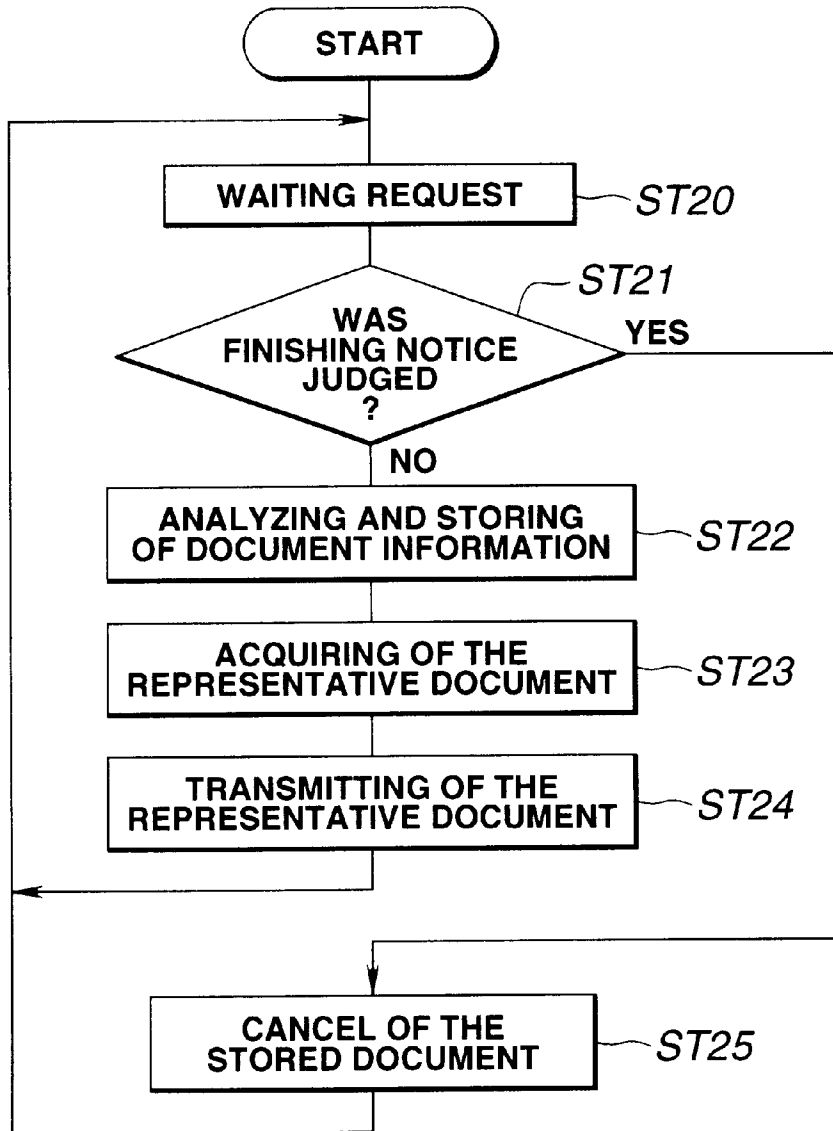 START
WAITING REQUEST
ST20
ST21
WAS
FINISHING NOTICE
JUDGED
?
YES
NO
ANALYZING AND STORING
OF DOCUMENT INFORMATION
ST22
ACQUIRING OF THE
REPRESENTATIVE DOCUMENT
ST23
TRANSMITTING OF THE
REPRESENTATIVE DOCUMENT
ST24
CANCEL OF THE
STORED DOCUMENT
ST25